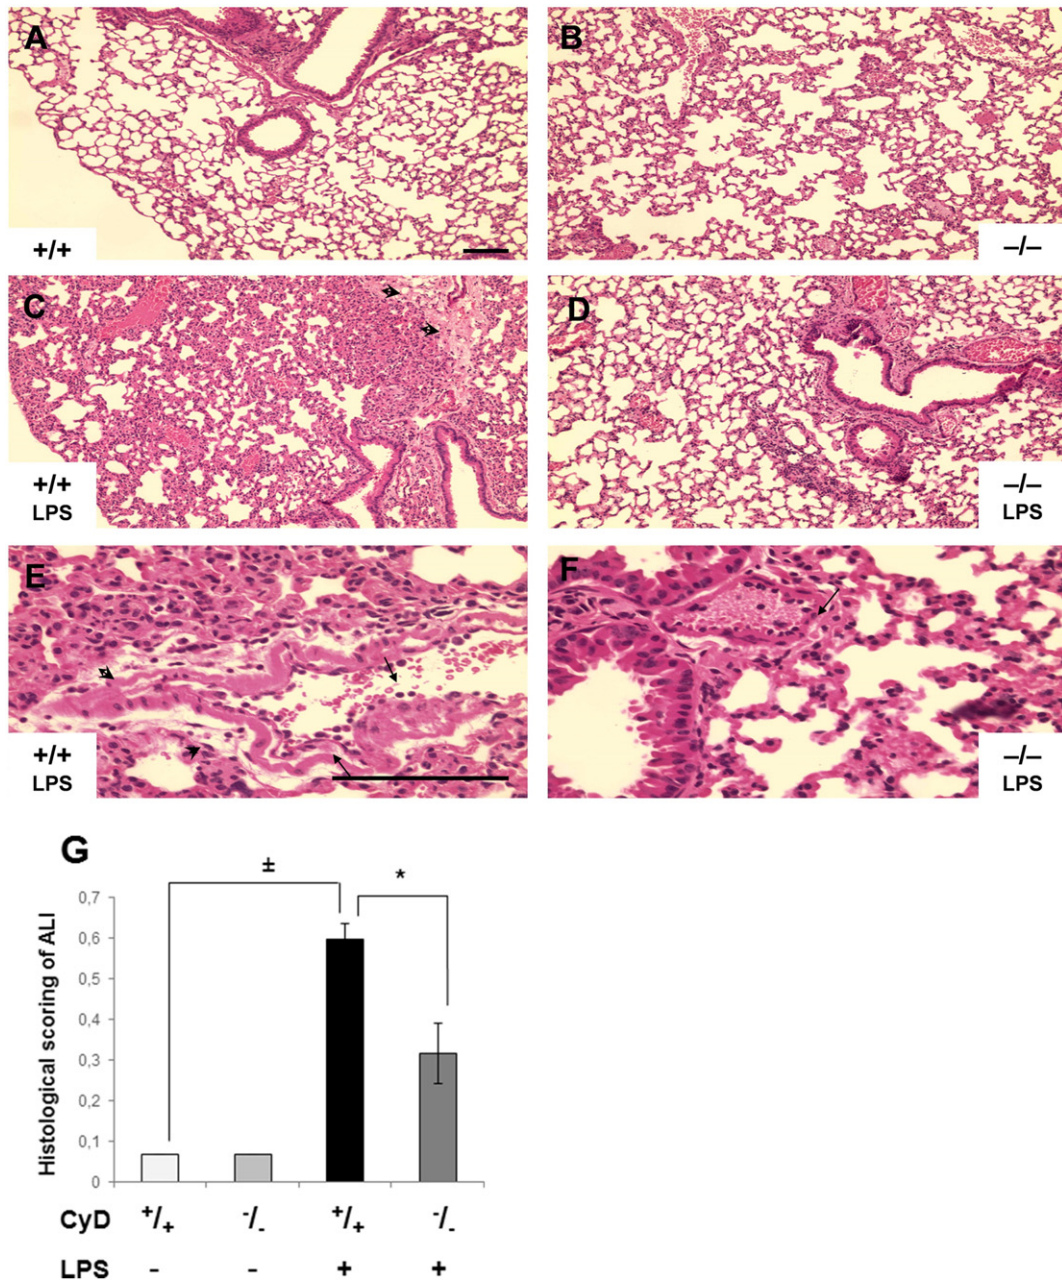 A
B
+/+
–/–
C
D
+/+
LPS
–/–
LPS
E
F
+/+
LPS
–/–
LPS
G
±
*
Histological scoring of ALI
0,7
0,6
0,5
0,4
0,3
0,2
0,1
0
CyD +/+ -/- +/+ -/-
LPS - - + +